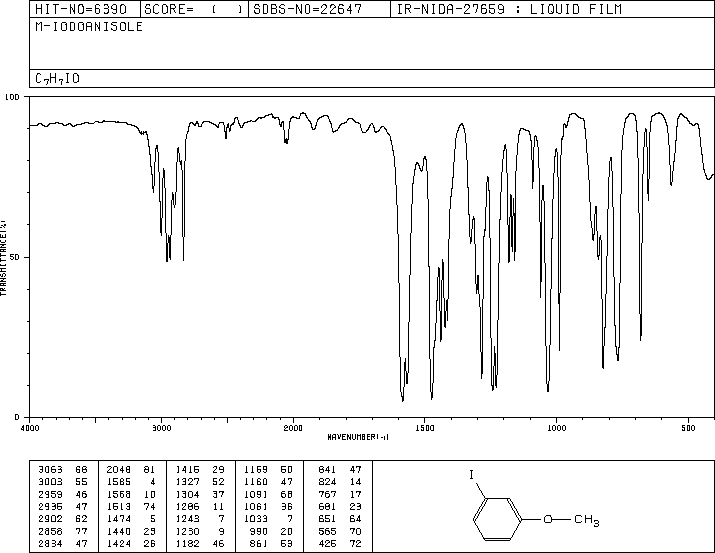 HIT-NO=6390 SCORE= ( ) SDBS-NO=22647 IR-NIDA-27659 : LIQUID FILM
M-IODOANISOLE
C7H7IO
100
TRANSMITTANCE(%)
50
0
4000 3000 2000 1500 1000 500
WAVENUMBER(-1)
3063 68 2048 81 1416 29 1169 50 841 47
3003 55 1585 4 1327 52 1160 47 824 14
2959 46 1568 10 1304 37 1091 68 767 17
2935 47 1513 74 1286 11 1061 36 681 23
2902 62 1474 5 1243 7 1033 7 651 64
2858 77 1440 23 1230 9 990 20 565 70
2834 47 1424 26 1182 46 861 53 425 72
I
O CH3